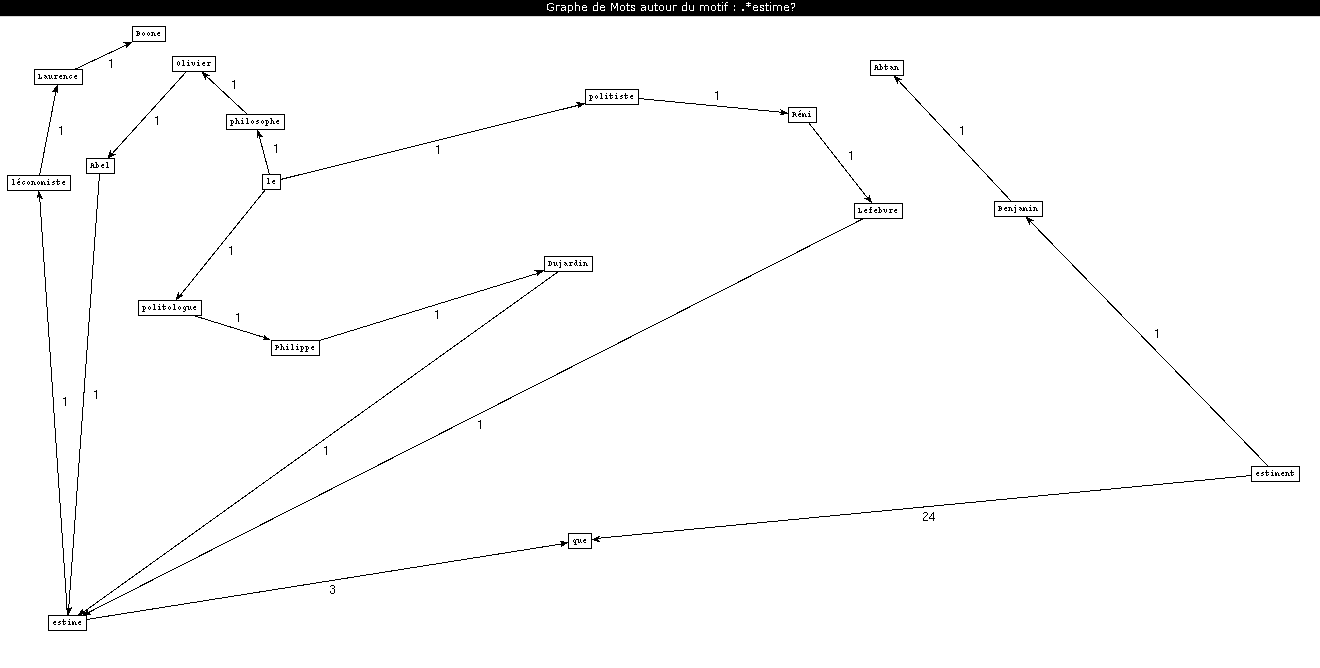 Graphe de Mots autour du motif : .*estime?
Boone
Olivier
Abtan
Laurence
1
1
politiste
1
Réni
philosophe
1
1
1
1
1
1
Abel
léconomiste
le
Lefebvre
Benjamin
1
Dujardin
politologue
1
1
1
Philippe
1
1
1
1
estiment
24
que
3
estime